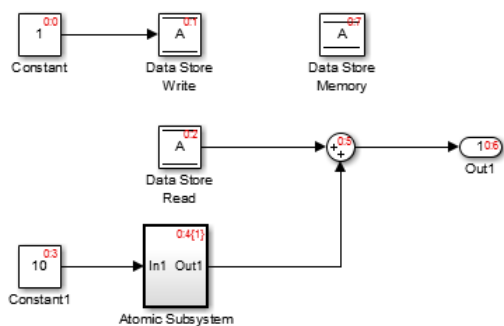 0:0
1
Constant
0:1
A
Data Store
Write
0:7
A
Data Store
Memory
0:2
A
Data Store
Read
0:5
++
1
0:6
Out1
0:3
10
Constant1
0:4{1}
In1 Out1
Atomic Subsystem